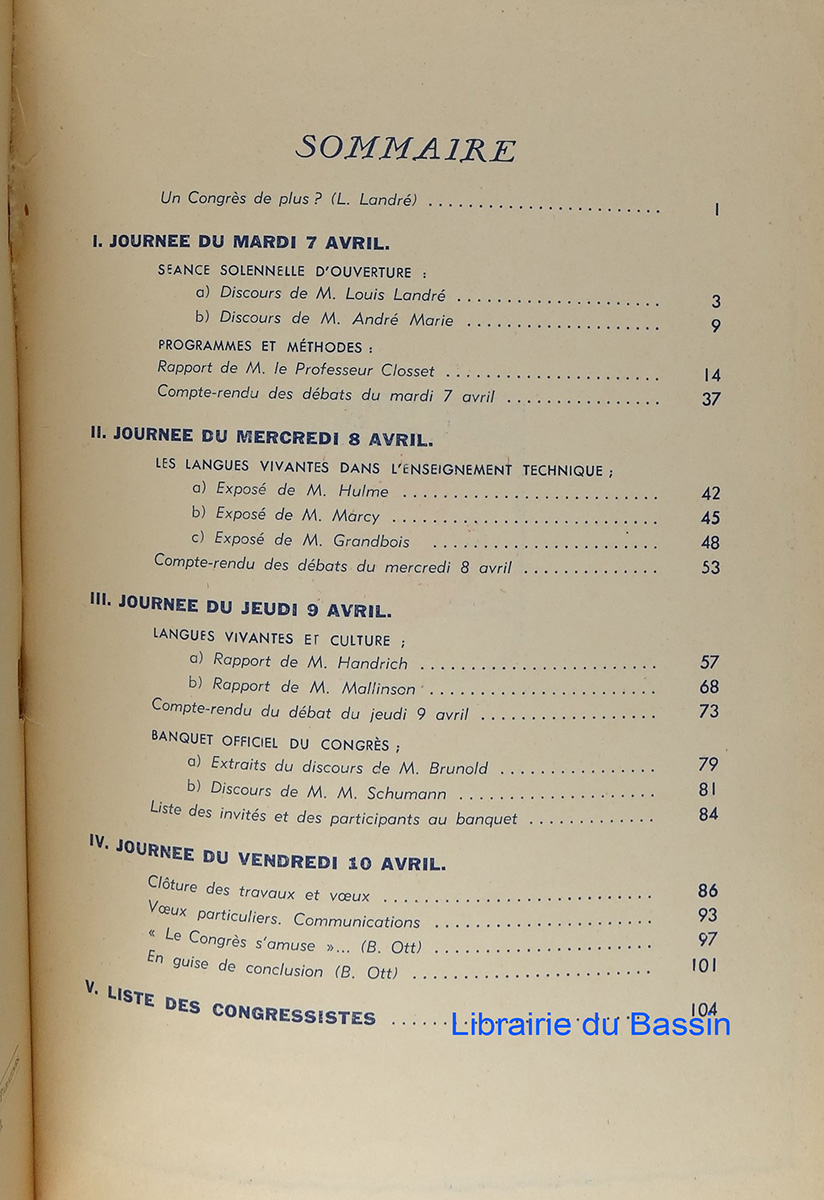 SOMMAIRE
Un Congrès de plus ? (L. Landré) ........................ 1
I. JOURNEE DU MARDI 7 AVRIL.
SEANCE SOLENNELLE D'OUVERTURE :
a) Discours de M. Louis Landré ..................... 3
b) Discours de M. André Marie .................... 9
PROGRAMMES ET MÉTHODES :
Rapport de M. le Professeur Closset ...................... 14
Compte-rendu des débats du mardi 7 avril ................ 37
II. JOURNEE DU MERCREDI 8 AVRIL.
LES LANGUES VIVANTES DANS L'ENSEIGNEMENT TECHNIQUE ;
a) Exposé de M. Hulme .......................... 42
b) Exposé de M. Marcy ........................... 45
c) Exposé de M. Grandbois ....................... 48
Compte-rendu des débats du mercredi 8 avril .............. 53
III. JOURNEE DU JEUDI 9 AVRIL.
LANGUES VIVANTES ET CULTURE ;
a) Rapport de M. Handrich ........................ 57
b) Rapport de M. Mallinson ....................... 68
Compte-rendu du débat du jeudi 9 avril .................. 73
BANQUET OFFICIEL DU CONGRÈS ;
a) Extraits du discours de M. Brunold ................ 79
b) Discours de M. M. Schumann .................... 81
Liste des invités et des participants au banquet ............. 84
IV. JOURNEE DU VENDREDI 10 AVRIL.
Clôture des travaux et vœux ........................... 86
Vœux particuliers. Communications ...................... 93
« Le Congrès s'amuse »... (B. Ott) ...................... 97
En guise de conclusion (B. Ott) ........................ 101
V. LISTE DES CONGRESSISTES .......................... 104
Librairie du Bassin